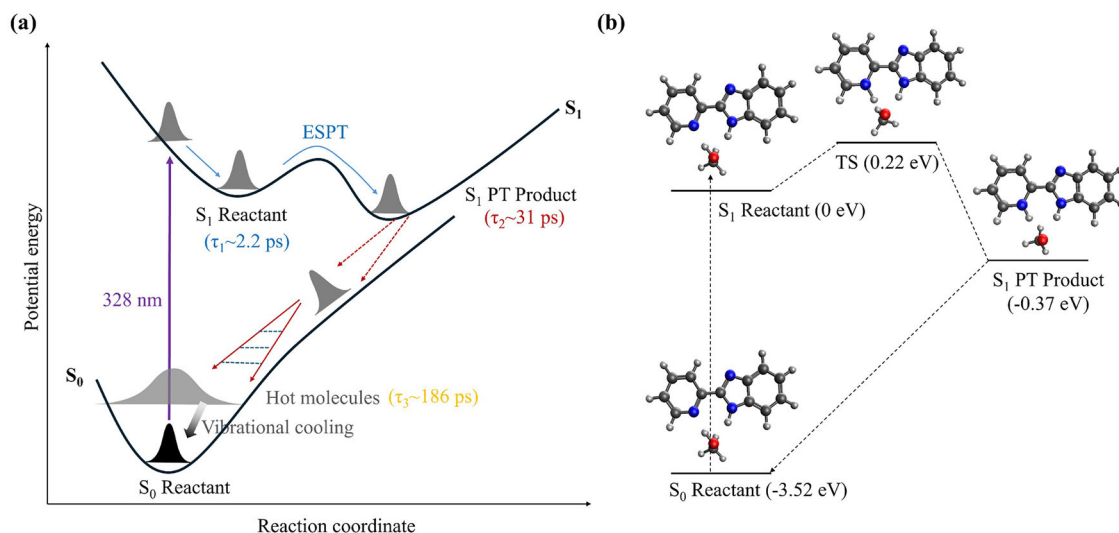 (a)
Potential energy
S₁
ESPT
S₁ Reactant
(τ₁~2.2 ps)
S₁ PT Product
(τ₂~31 ps)
328 nm
S₀
Hot molecules (τ₃~186 ps)
Vibrational cooling
S₀ Reactant
Reaction coordinate
(b)
TS (0.22 eV)
S₁ Reactant (0 eV)
S₁ PT Product
(-0.37 eV)
S₀ Reactant (-3.52 eV)